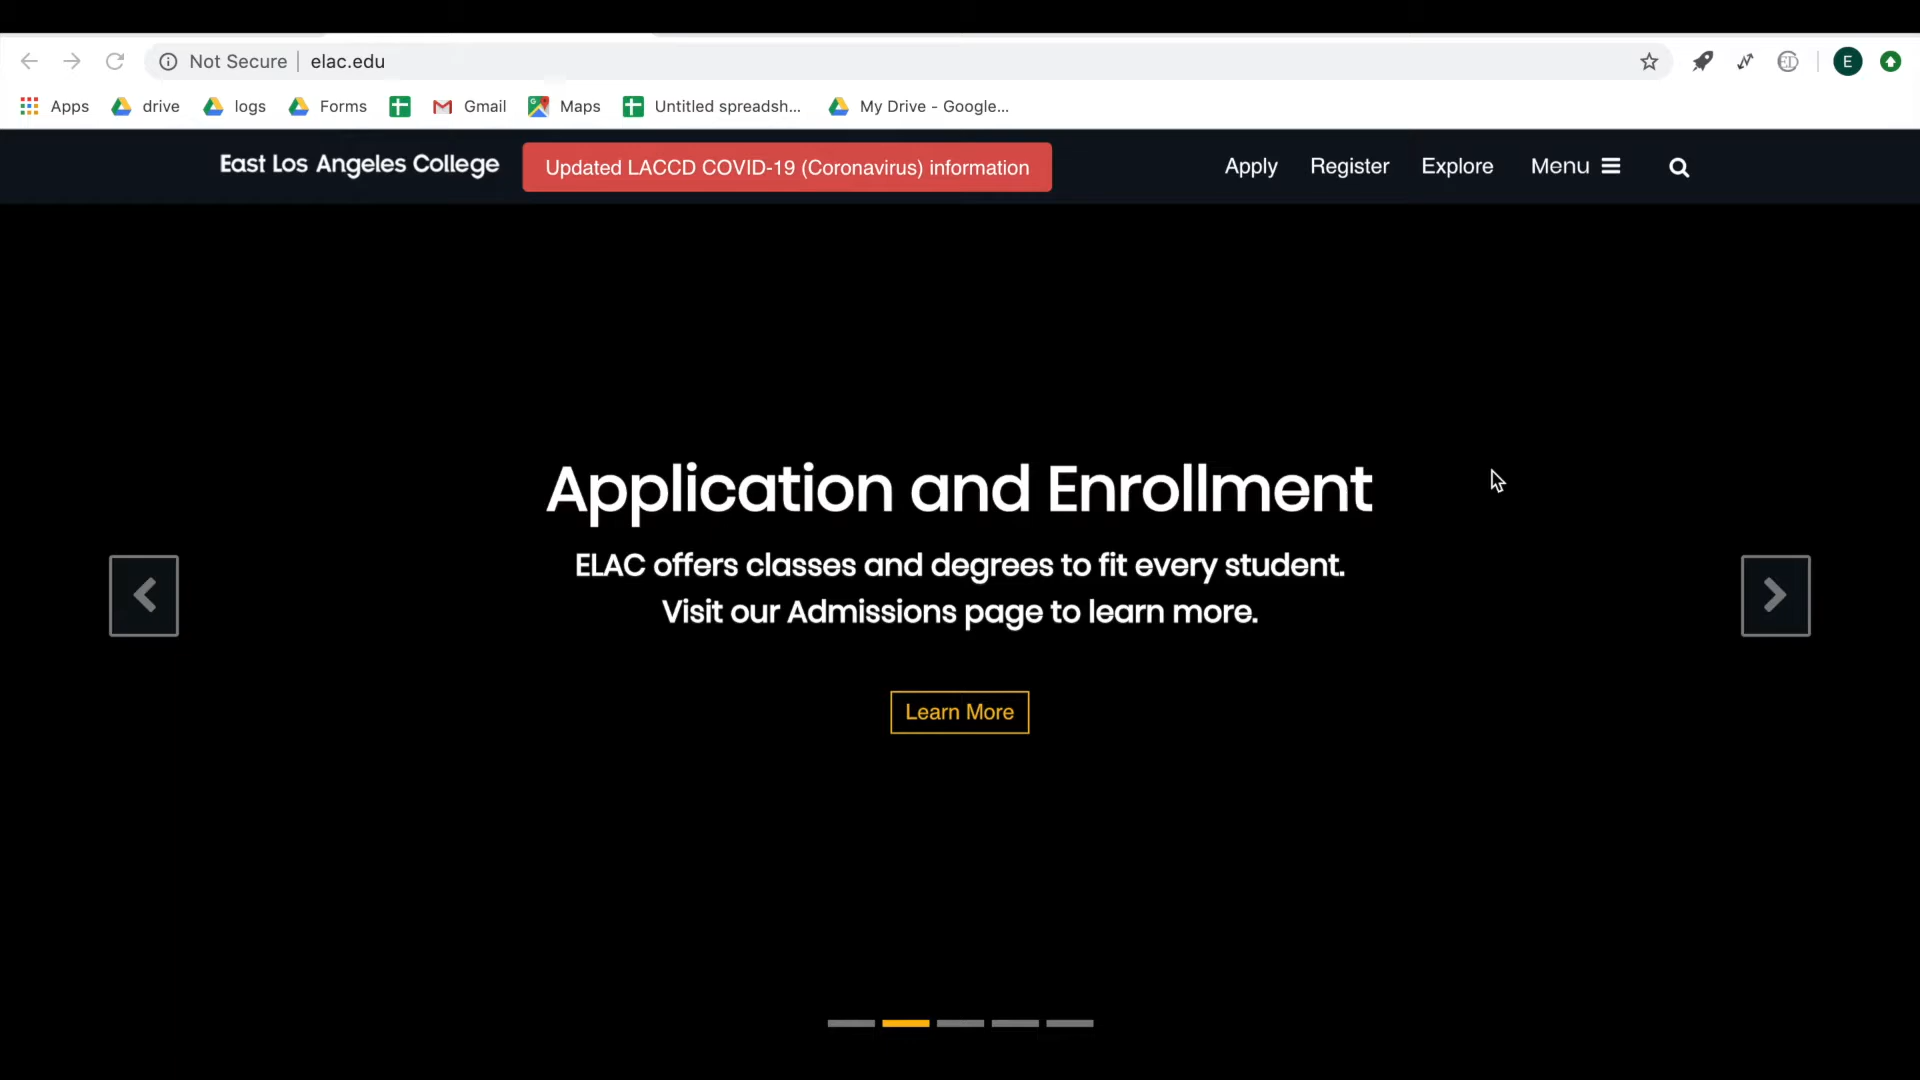 Not Secure | elac.edu
E
Apps drive logs Forms Gmail Maps Untitled spreadsh... My Drive - Google...
East Los Angeles College Updated LACCD COVID-19 (Coronavirus) information Apply Register Explore Menu
Application and Enrollment
ELAC offers classes and degrees to fit every student.
Visit our Admissions page to learn more.
Learn More